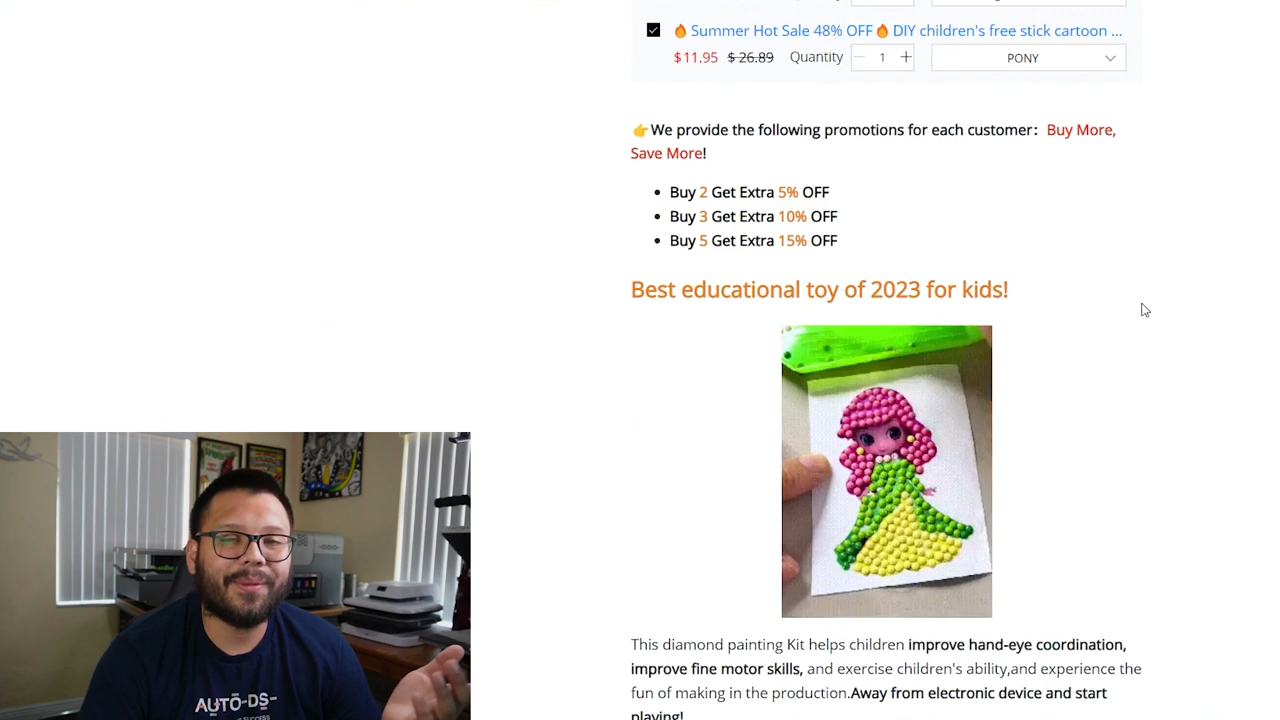 🔥Summer Hot Sale 48% OFF🔥DIY children's free stick cartoon ...
$11.95 $ 26.89 Quantity 1 PONY
👉We provide the following promotions for each customer： Buy More,
Save More!
• Buy 2 Get Extra 5% OFF
• Buy 3 Get Extra 10% OFF
• Buy 5 Get Extra 15% OFF
Best educational toy of 2023 for kids!
This diamond painting Kit helps children improve hand-eye coordination,
improve fine motor skills, and exercise children's ability,and experience the
fun of making in the production.Away from electronic device and start
playing!
AUTO-DS-
SUCCESS